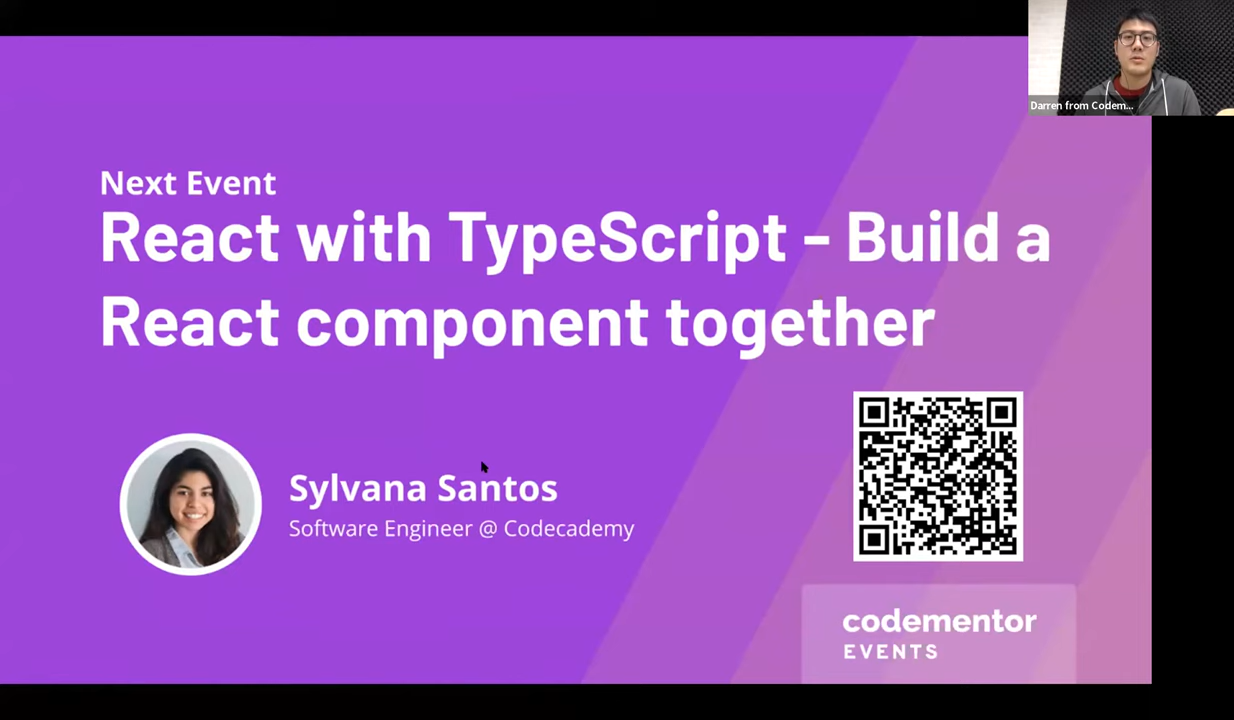 Darren from Codem...
Next Event
React with TypeScript - Build a
React component together
Sylvana Santos
Software Engineer @ Codecademy
codementor
EVENTS